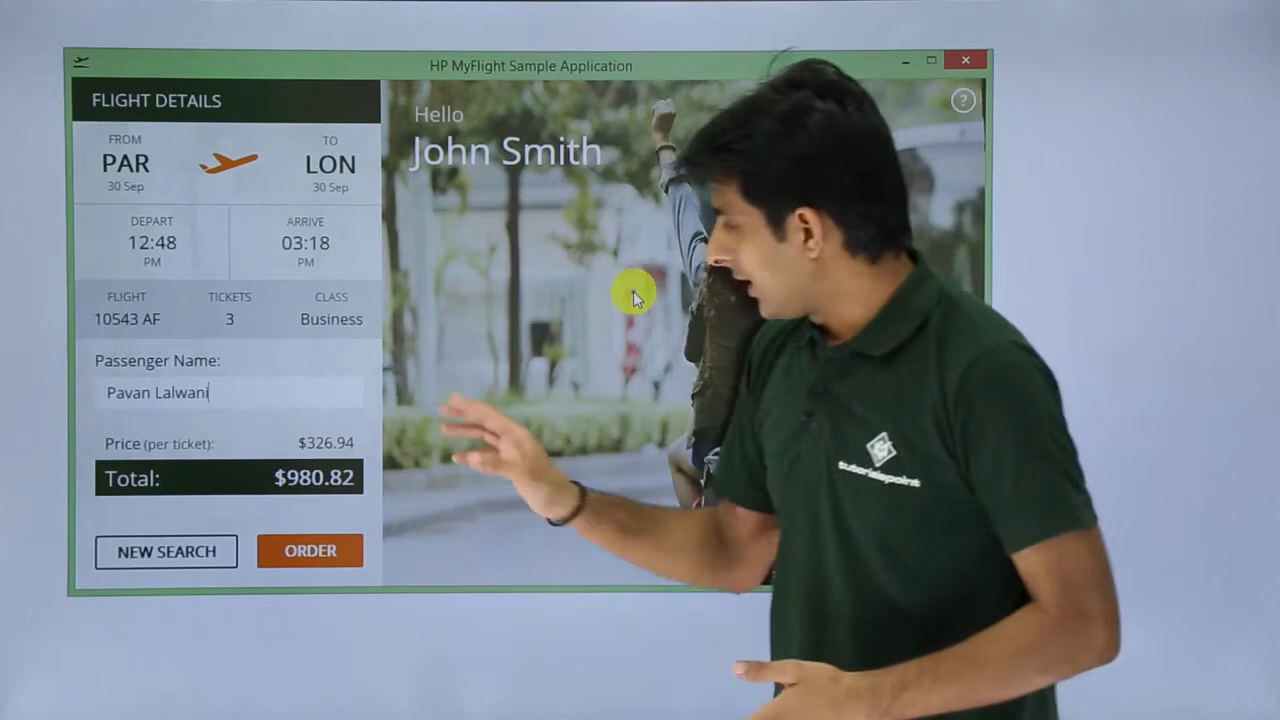 HP MyFlight Sample Application
FLIGHT DETAILS
?
Hello
John Smith
FROM
TO
PAR
LON
30 Sep
30 Sep
DEPART
ARRIVE
12:48
03:18
PM
PM
FLIGHT
TICKETS
CLASS
10543 AF
3
Business
Passenger Name:
Pavan Lalwani
Price (per ticket):
$326.94
Total:
$980.82
NEW SEARCH
ORDER
tutorialspoint